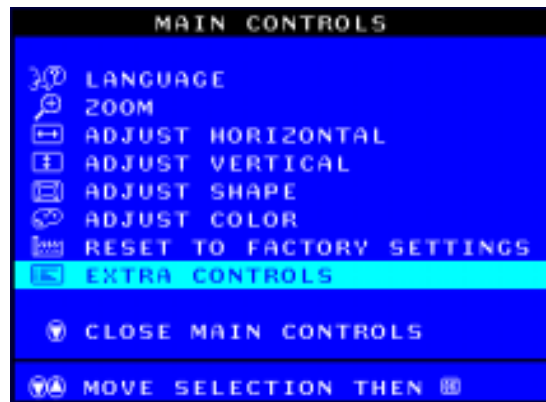 MAIN CONTROLS
LANGUAGE
ZOOM
ADJUST HORIZONTAL
ADJUST VERTICAL
ADJUST SHAPE
ADJUST COLOR
RESET TO FACTORY SETTINGS
EXTRA CONTROLS
CLOSE MAIN CONTROLS
MOVE SELECTION THEN OK